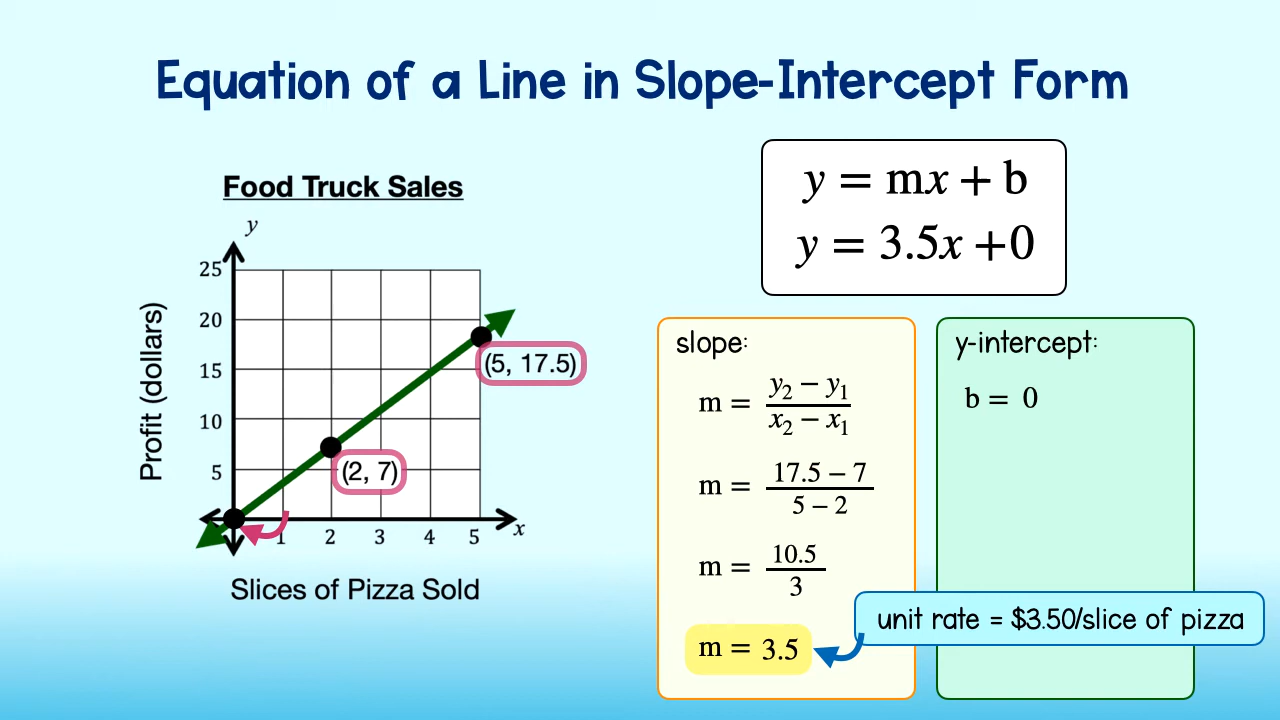 Equation of a Line in Slope-Intercept Form
Food Truck Sales
y
25
20
15
10
5
Profit (dollars)
(5, 17.5)
(2, 7)
1 2 3 4 5 x
Slices of Pizza Sold
y = mx + b
y = 3.5x +0
slope:
m = y₂ − y₁ / x₂ − x₁
m = 17.5 − 7 / 5 − 2
m = 10.5 / 3
m = 3.5
y-intercept:
b = 0
unit rate = $3.50/slice of pizza